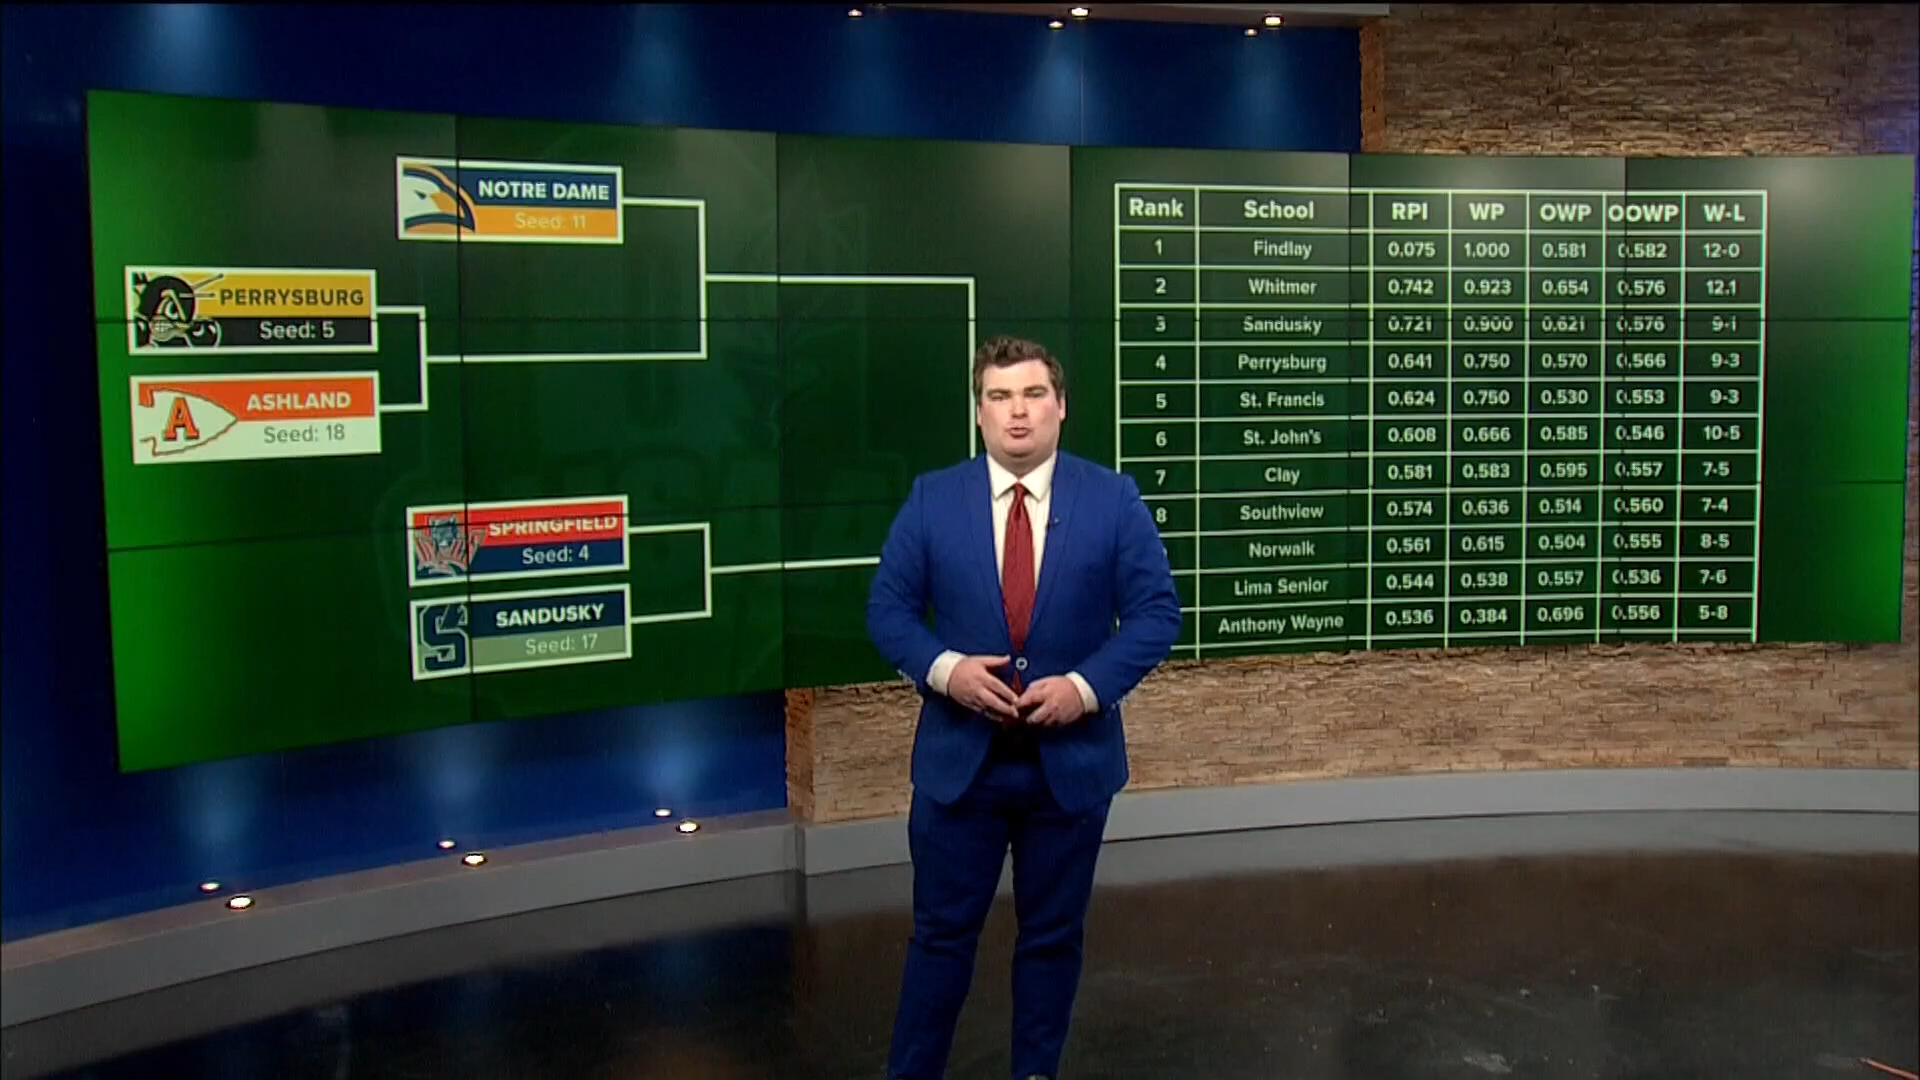 NOTRE DAME
Seed: 11
PERRYSBURG
Seed: 5
A
ASHLAND
Seed: 18
SPRINGFIELD
Seed: 4
S
SANDUSKY
Seed: 17
Rank School RPI WP OWP OOWP W-L
1 Findlay 0.075 1.000 0.581 0.582 12-0
2 Whitmer 0.742 0.923 0.654 0.576 12.1
3 Sandusky 0.721 0.900 0.621 0.576 9-1
4 Perrysburg 0.641 0.750 0.570 0.566 9-3
5 St. Francis 0.624 0.750 0.530 0.553 9-3
6 St. John's 0.608 0.666 0.585 0.546 10-5
7 Clay 0.581 0.583 0.595 0.557 7-5
8 Southview 0.574 0.636 0.514 0.560 7-4
Norwalk 0.561 0.615 0.504 0.555 8-5
Lima Senior 0.544 0.538 0.557 0.536 7-6
Anthony Wayne 0.536 0.384 0.696 0.556 5-8